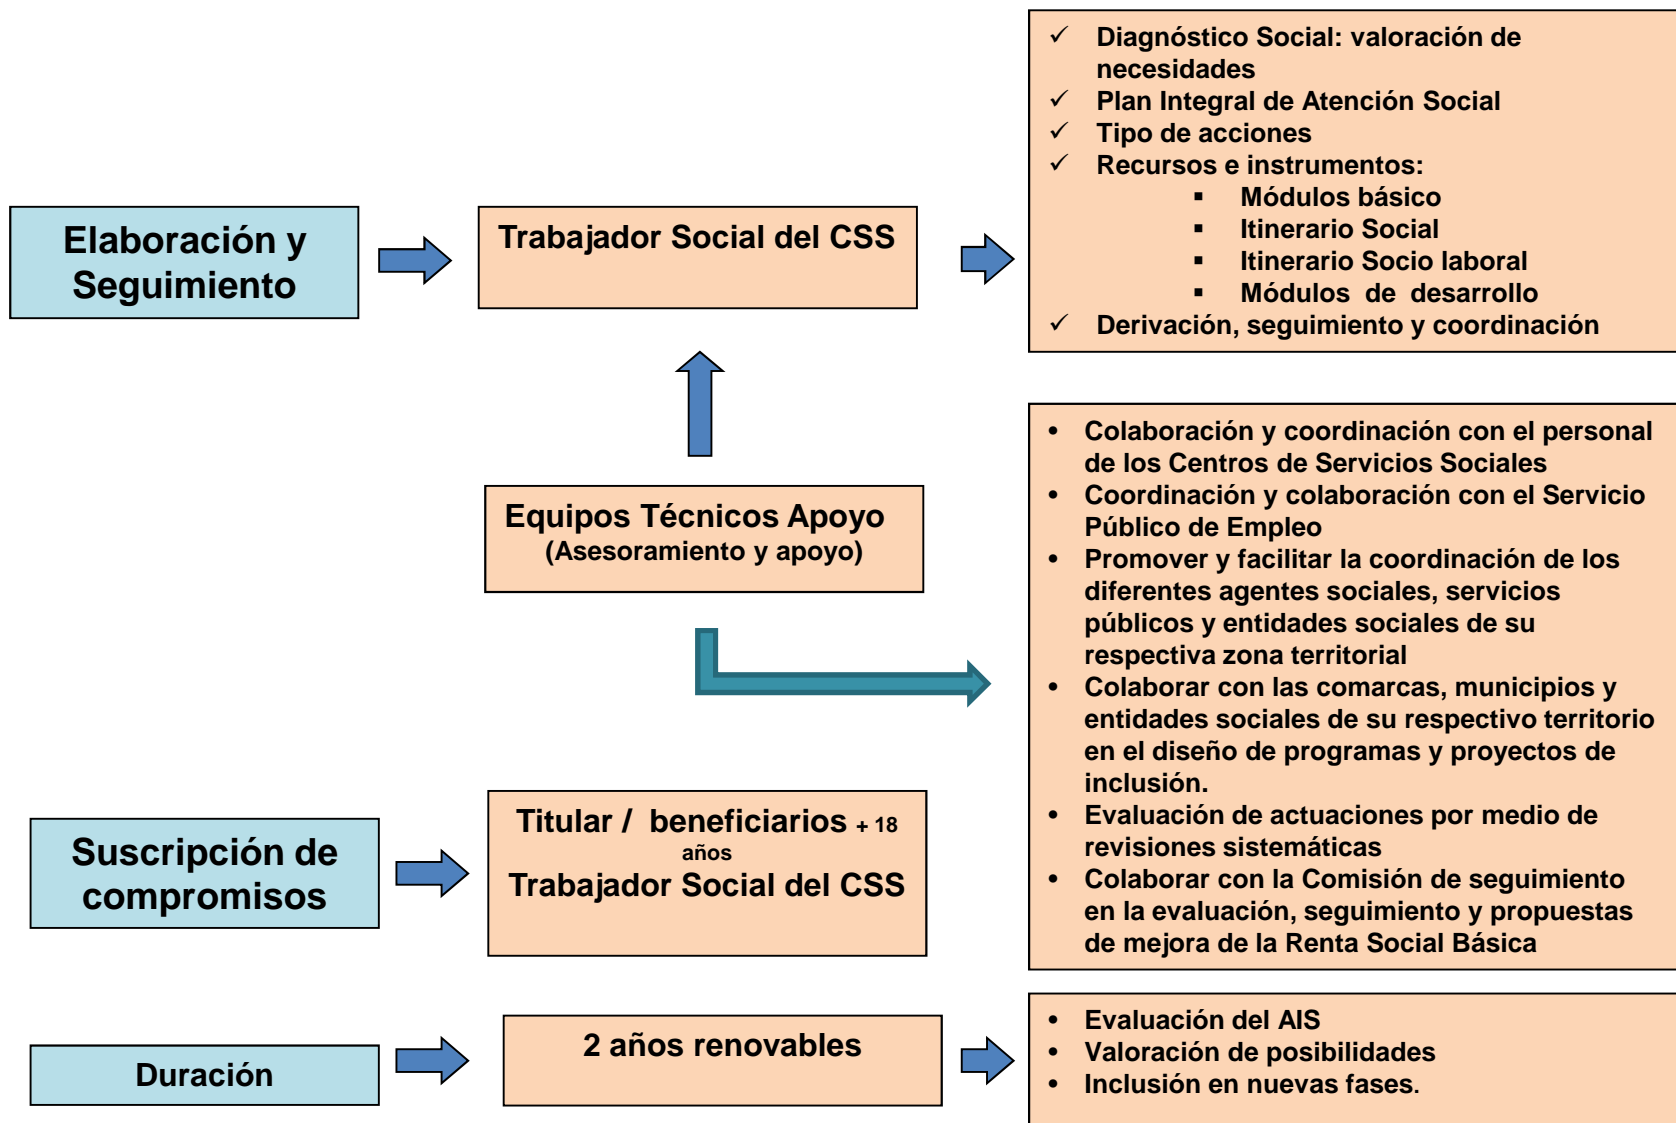 Elaboración y
Seguimiento
Trabajador Social del CSS
✓ Diagnóstico Social: valoración de
necesidades
✓ Plan Integral de Atención Social
✓ Tipo de acciones
✓ Recursos e instrumentos:
▪ Módulos básico
▪ Itinerario Social
▪ Itinerario Socio laboral
▪ Módulos de desarrollo
✓ Derivación, seguimiento y coordinación
Equipos Técnicos Apoyo
(Asesoramiento y apoyo)
• Colaboración y coordinación con el personal
de los Centros de Servicios Sociales
• Coordinación y colaboración con el Servicio
Público de Empleo
• Promover y facilitar la coordinación de los
diferentes agentes sociales, servicios
públicos y entidades sociales de su
respectiva zona territorial
• Colaborar con las comarcas, municipios y
entidades sociales de su respectivo territorio
en el diseño de programas y proyectos de
inclusión.
• Evaluación de actuaciones por medio de
revisiones sistemáticas
• Colaborar con la Comisión de seguimiento
en la evaluación, seguimiento y propuestas
de mejora de la Renta Social Básica
Suscripción de
compromisos
Titular / beneficiarios + 18
años
Trabajador Social del CSS
Duración
2 años renovables
• Evaluación del AIS
• Valoración de posibilidades
• Inclusión en nuevas fases.